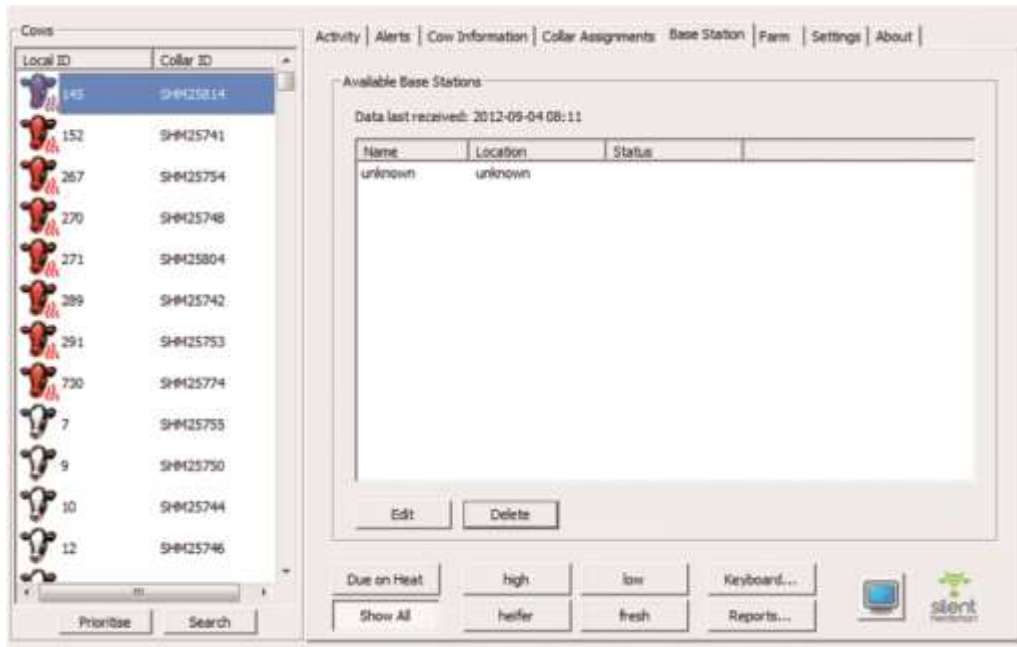 Cows
Local ID Collar ID
145 SHM25814
152 SHM25741
267 SHM25754
270 SHM25748
271 SHM25804
289 SHM25742
291 SHM25753
730 SHM25774
7 SHM25755
9 SHM25750
10 SHM25744
12 SHM25746
Prioritise Search
Activity Alerts Cow Information Collar Assignments Base Station Farm Settings About
Available Base Stations
Data last received: 2012-09-04 08:11
Name Location Status
unknown unknown
Edit Delete
Due on Heat high low Keyboard...
Show All heifer fresh Reports...
silent
herdsman